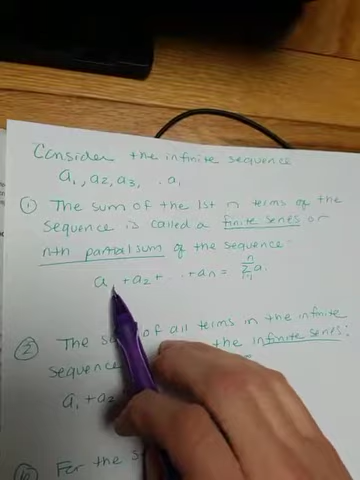 Consider the infinite sequence
a₁, a₂, a₃, . aᵢ
① The sum of the 1st n terms of the
sequence is called a finite series or
nth partial sum of the sequence:
a₁ + a₂ + ... + aₙ = Σ aᵢ
② The of all terms in the infinite
sequence the infinite series:
a₁ + a₂
For the